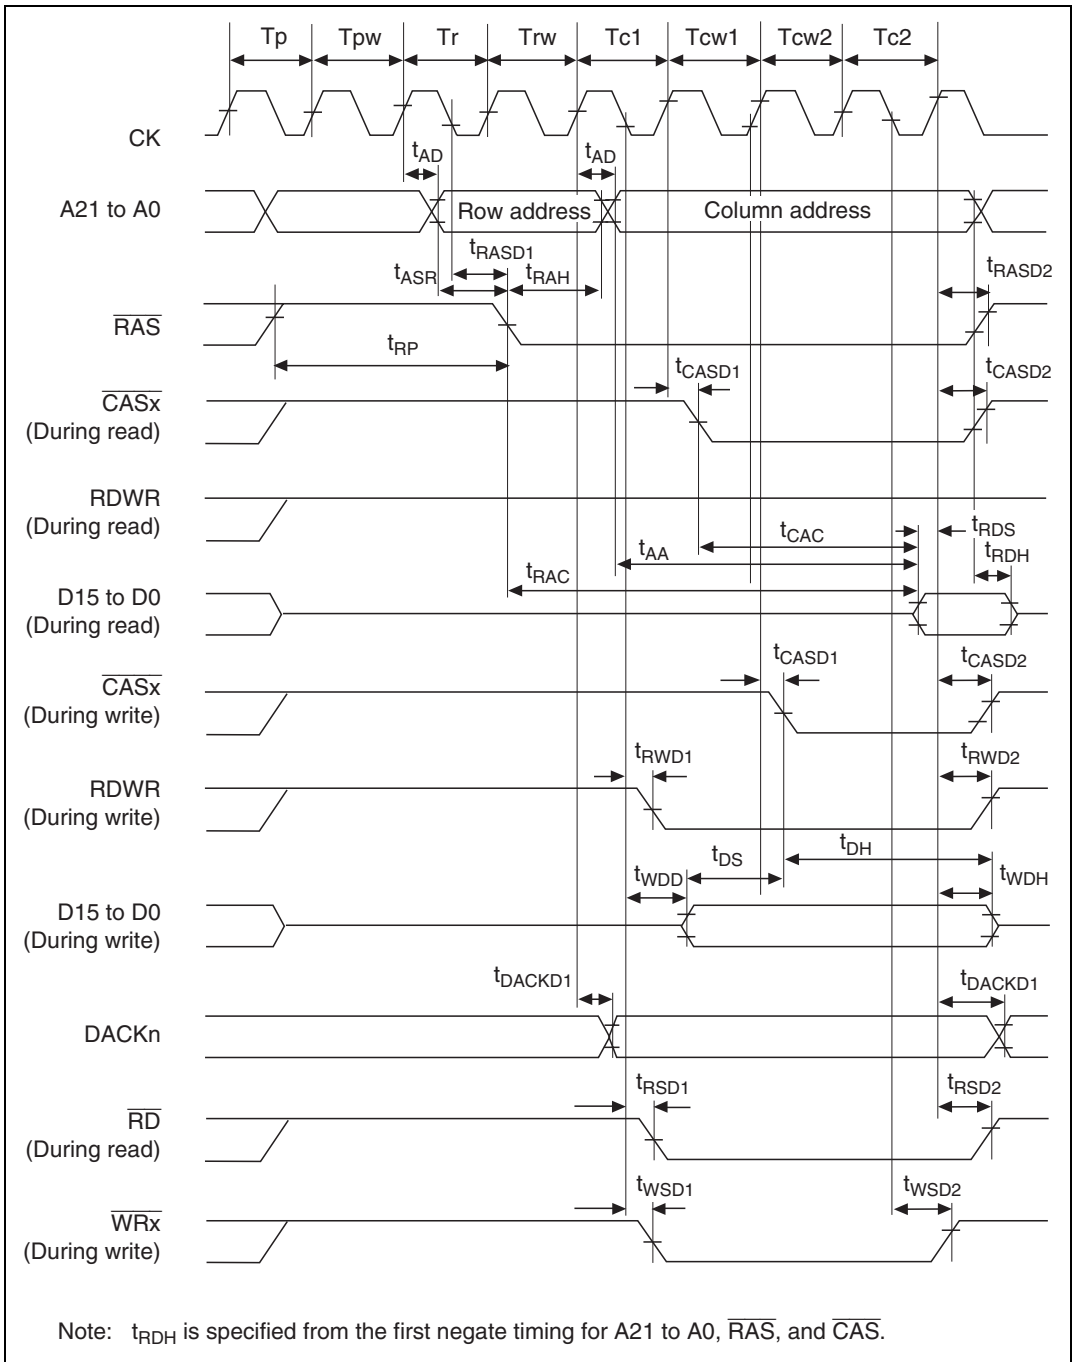 Tp Tpw Tr Trw Tc1 Tcw1 Tcw2 Tc2
CK
tAD tAD
A21 to A0 Row address Column address
tRASD1
tASR tRAH tRASD2
RAS
tRP
tCASD1 tCASD2
CASx
(During read)
RDWR
(During read)
tRDS
tCAC
tRDH
tAA
tRAC
D15 to D0
(During read)
tCASD1 tCASD2
CASx
(During write)
tRWD1 tRWD2
RDWR
(During write)
tDH
tDS
tWDD tWDH
D15 to D0
(During write)
tDACKD1 tDACKD1
DACKn
tRSD1 tRSD2
RD
(During read)
tWSD1 tWSD2
WRx
(During write)
Note: tRDH is specified from the first negate timing for A21 to A0, RAS, and CAS.